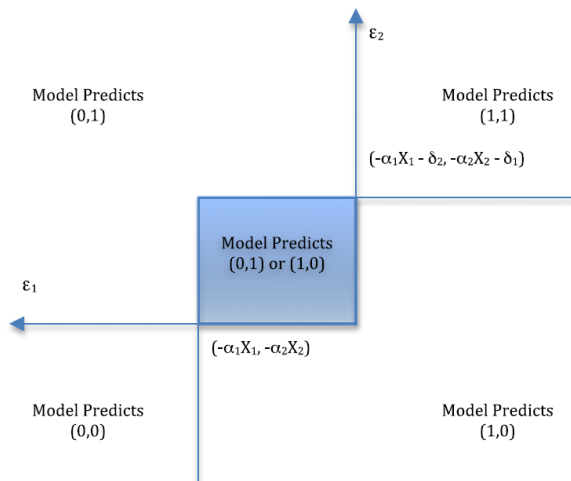 ε₂
Model Predicts
(0,1)
Model Predicts
(1,1)
(-α₁X₁ - δ₂, -α₂X₂ - δ₁)
Model Predicts
(0,1) or (1,0)
ε₁
(-α₁X₁, -α₂X₂)
Model Predicts
(0,0)
Model Predicts
(1,0)